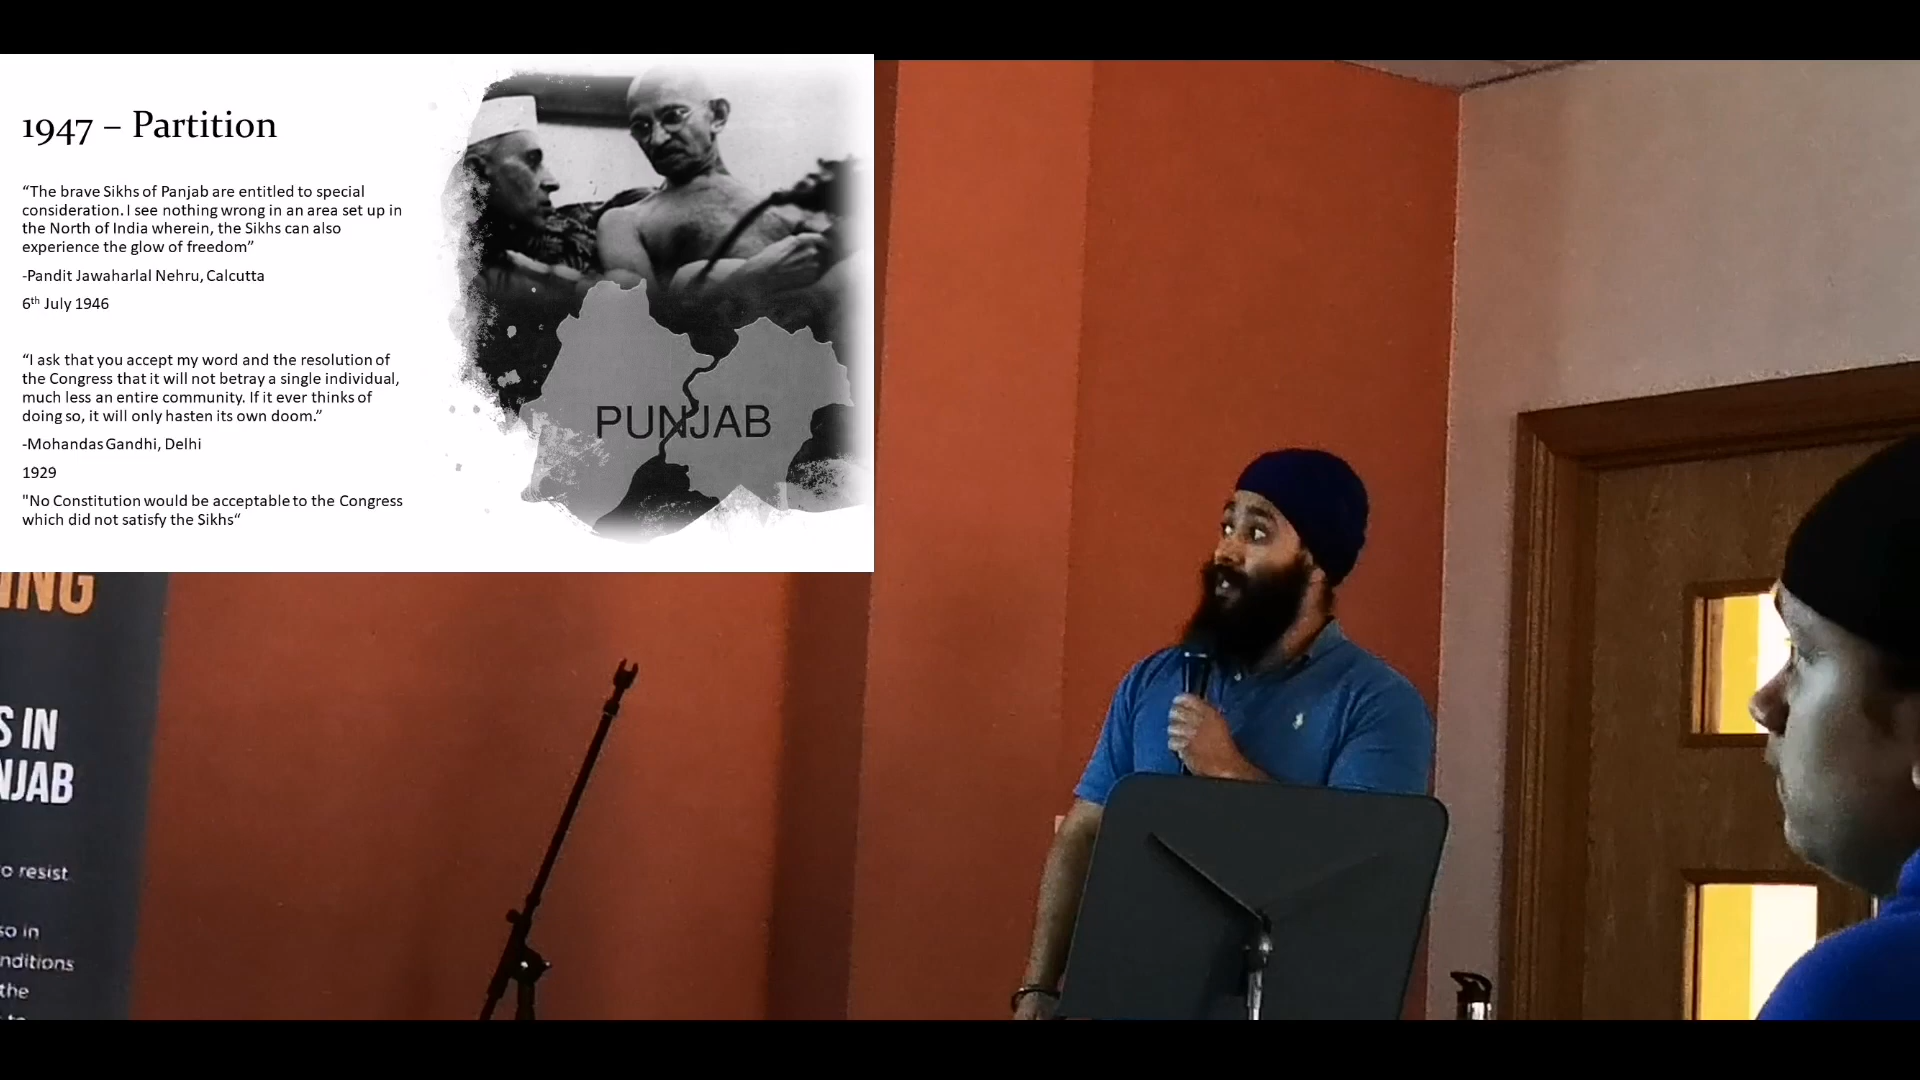 1947 – Partition
“The brave Sikhs of Panjab are entitled to special
consideration. I see nothing wrong in an area set up in
the North of India wherein, the Sikhs can also
experience the glow of freedom”
-Pandit Jawaharlal Nehru, Calcutta
6th July 1946
“I ask that you accept my word and the resolution of
the Congress that it will not betray a single individual,
much less an entire community. If it ever thinks of
doing so, it will only hasten its own doom.”
-Mohandas Gandhi, Delhi
1929
"No Constitution would be acceptable to the Congress
which did not satisfy the Sikhs“
PUNJAB
ING
S IN
NJAB
o resist
so in
nditions
the